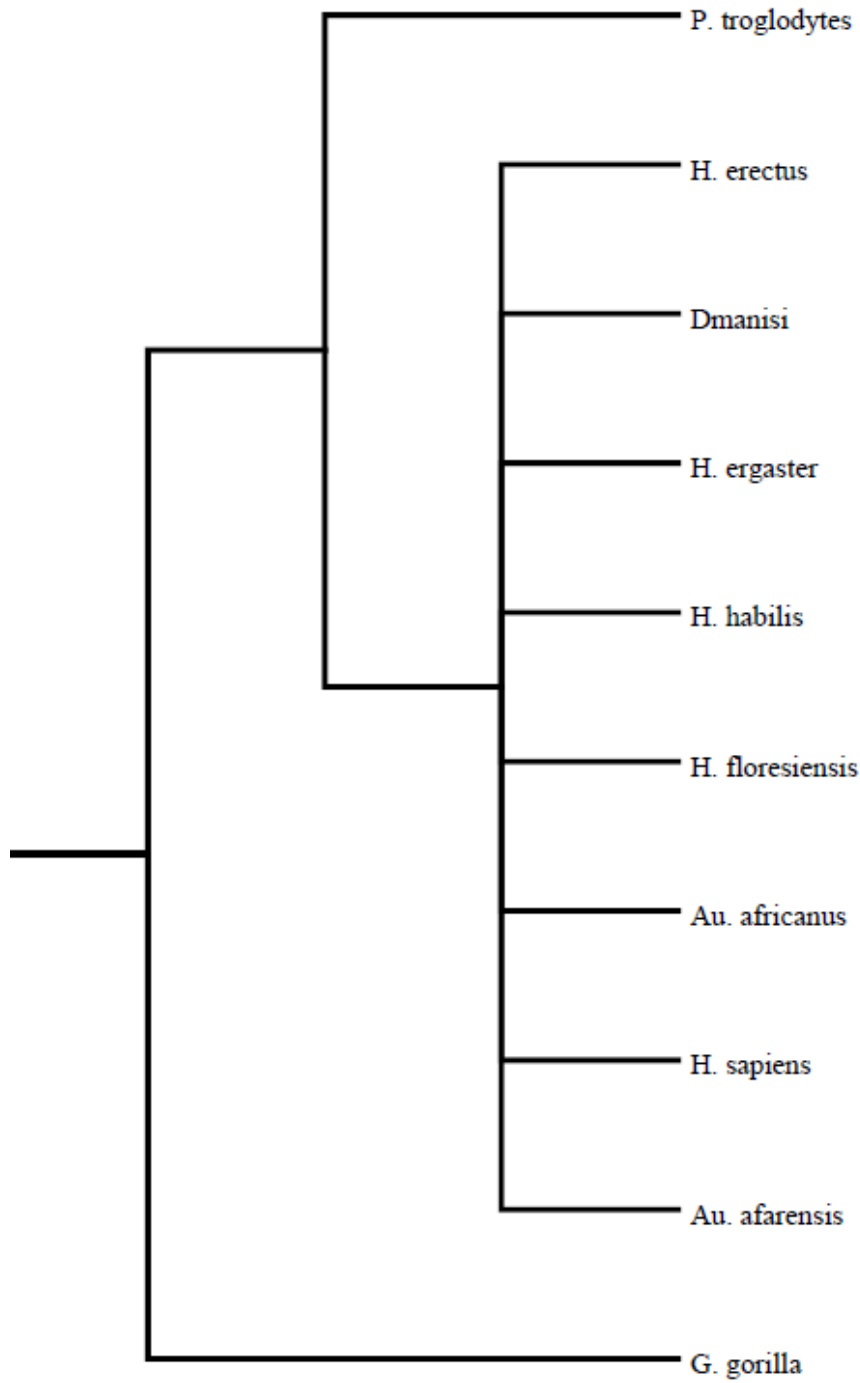 P. troglodytes
H. erectus
Dmanisi
H. ergaster
H. habilis
H. floresiensis
Au. africanus
H. sapiens
Au. afarensis
G. gorilla